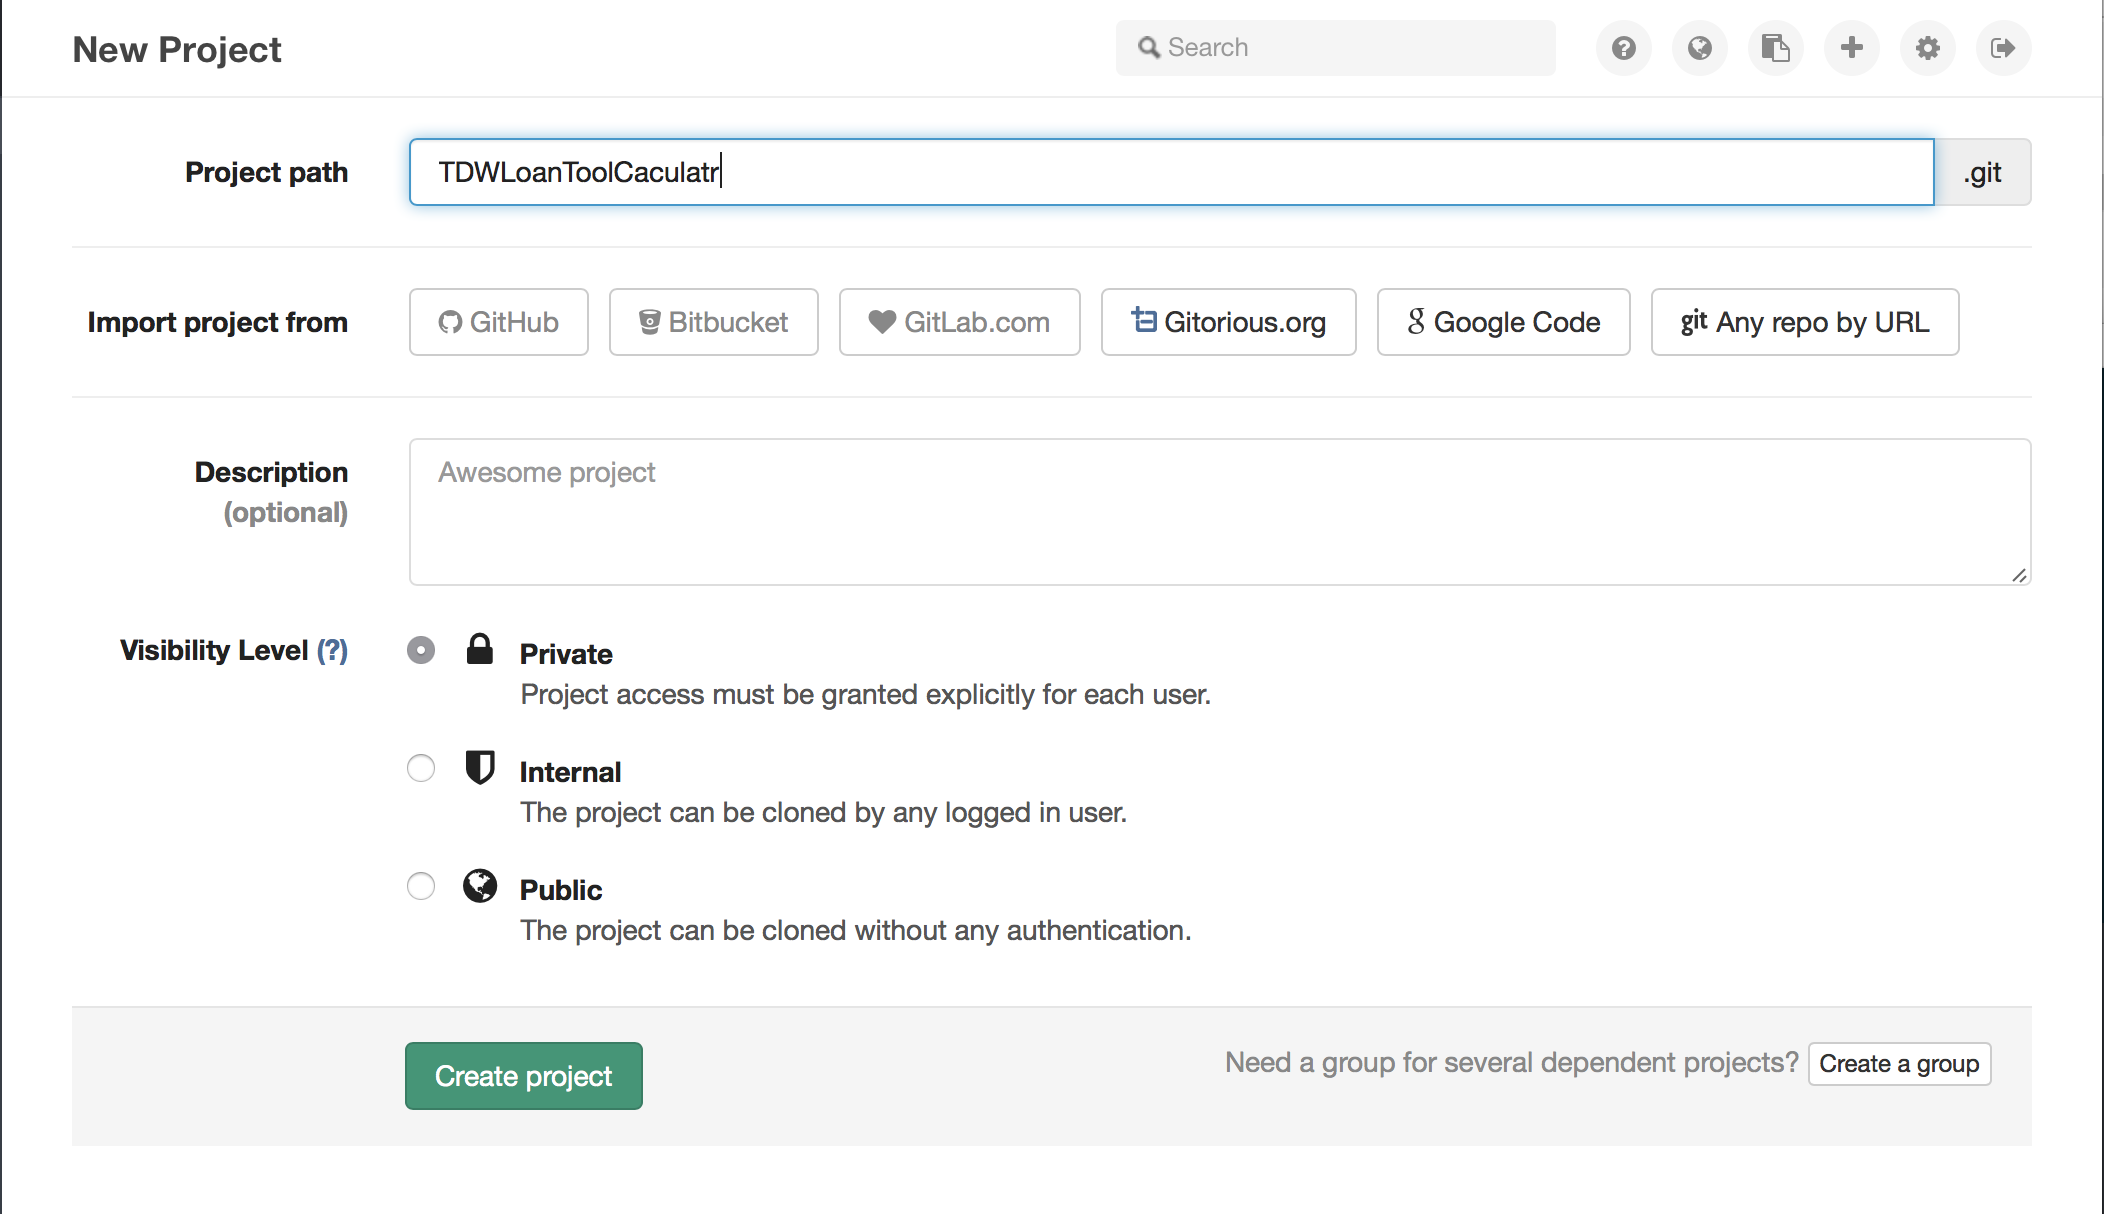 New Project
Search
Project path
TDWLoanToolCaculatr
.git
Import project from
GitHub
Bitbucket
GitLab.com
Gitorious.org
Google Code
git Any repo by URL
Description
(optional)
Awesome project
Visibility Level (?)
Private
Project access must be granted explicitly for each user.
Internal
The project can be cloned by any logged in user.
Public
The project can be cloned without any authentication.
Create project
Need a group for several dependent projects?
Create a group